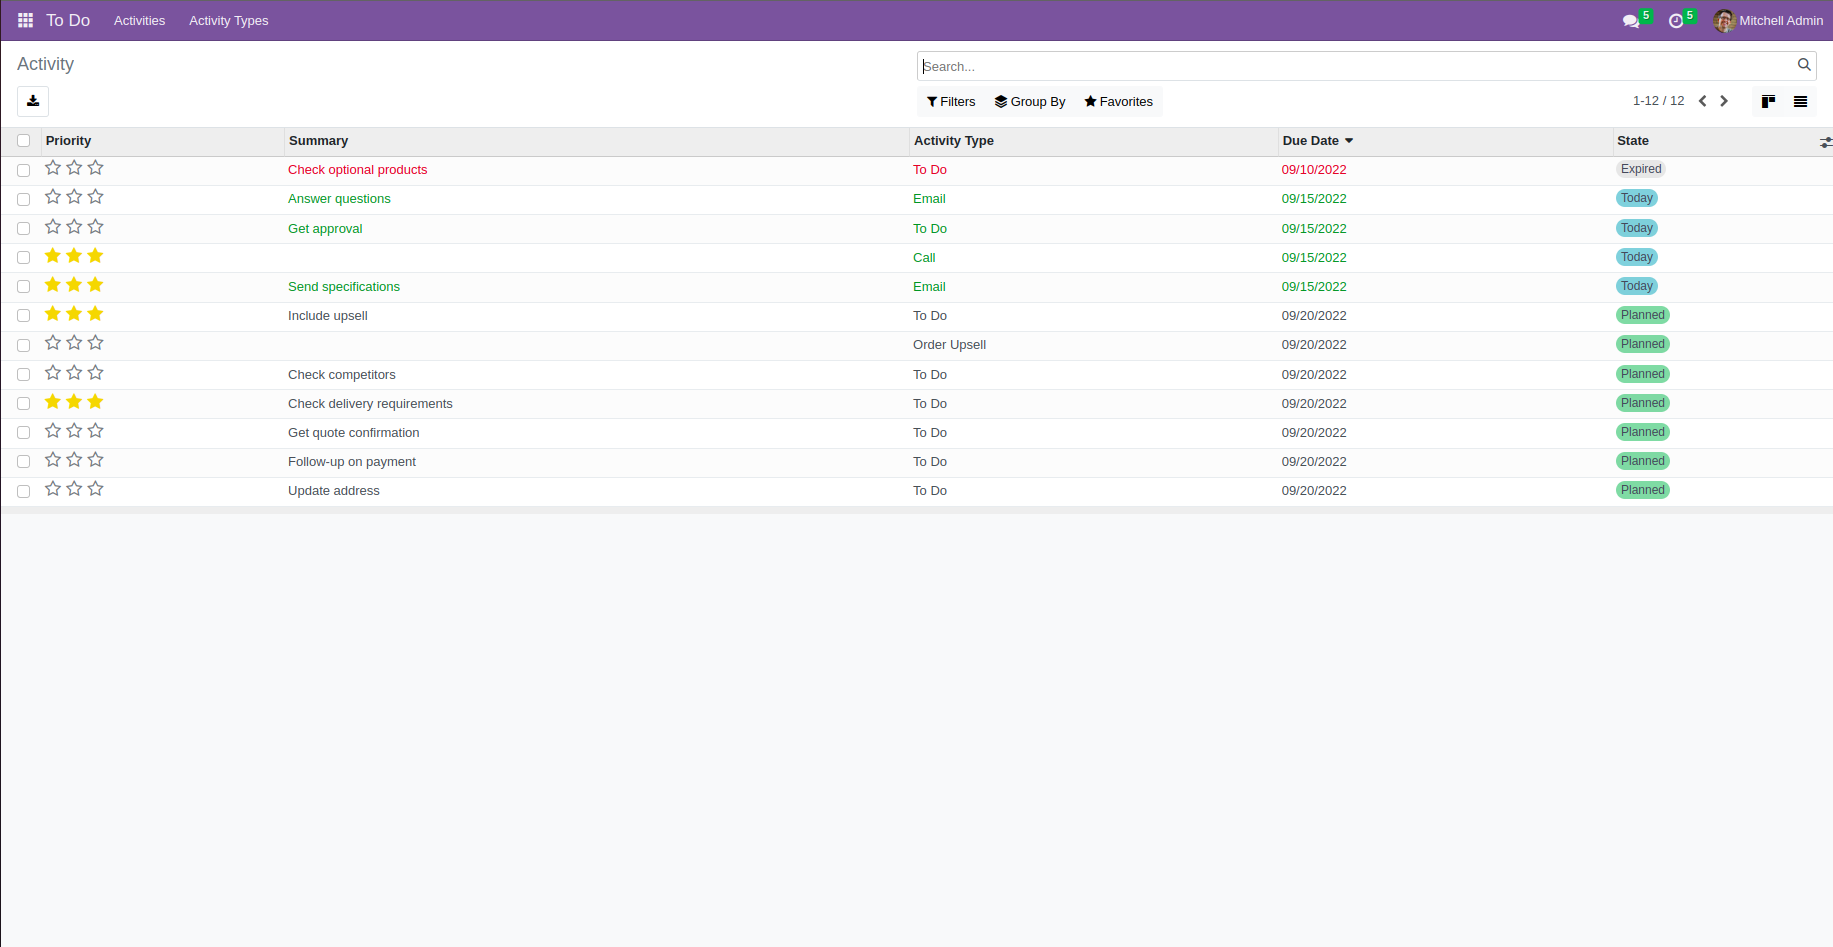 To Do Activities Activity Types 5 5 Mitchell Admin
Activity Search...
Filters Group By Favorites 1-12 / 12
Priority Summary Activity Type Due Date State
Check optional products To Do 09/10/2022 Expired
Answer questions Email 09/15/2022 Today
Get approval To Do 09/15/2022 Today
Call 09/15/2022 Today
Send specifications Email 09/15/2022 Today
Include upsell To Do 09/20/2022 Planned
Order Upsell 09/20/2022 Planned
Check competitors To Do 09/20/2022 Planned
Check delivery requirements To Do 09/20/2022 Planned
Get quote confirmation To Do 09/20/2022 Planned
Follow-up on payment To Do 09/20/2022 Planned
Update address To Do 09/20/2022 Planned